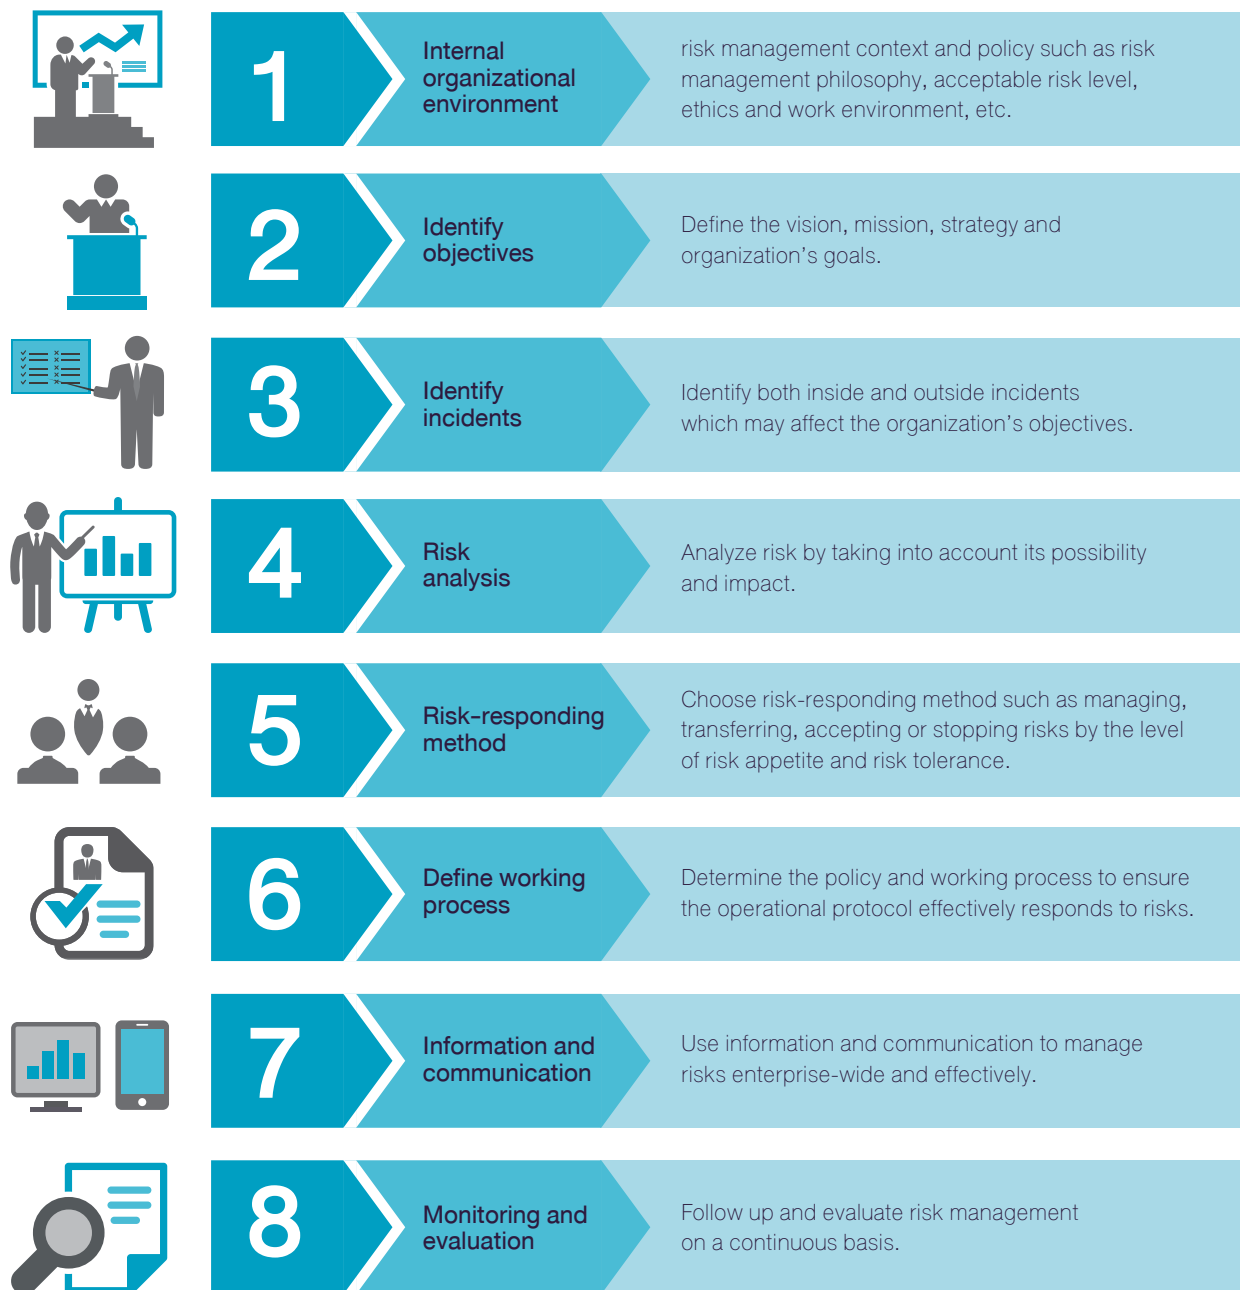 1
Internal
organizational
environment
risk management context and policy such as risk
management philosophy, acceptable risk level,
ethics and work environment, etc.
2
Identify
objectives
Define the vision, mission, strategy and
organization's goals.
3
Identify
incidents
Identify both inside and outside incidents
which may affect the organization's objectives.
4
Risk
analysis
Analyze risk by taking into account its possibility
and impact.
5
Risk-responding
method
Choose risk-responding method such as managing,
transferring, accepting or stopping risks by the level
of risk appetite and risk tolerance.
6
Define working
process
Determine the policy and working process to ensure
the operational protocol effectively responds to risks.
7
Information and
communication
Use information and communication to manage
risks enterprise-wide and effectively.
8
Monitoring and
evaluation
Follow up and evaluate risk management
on a continuous basis.